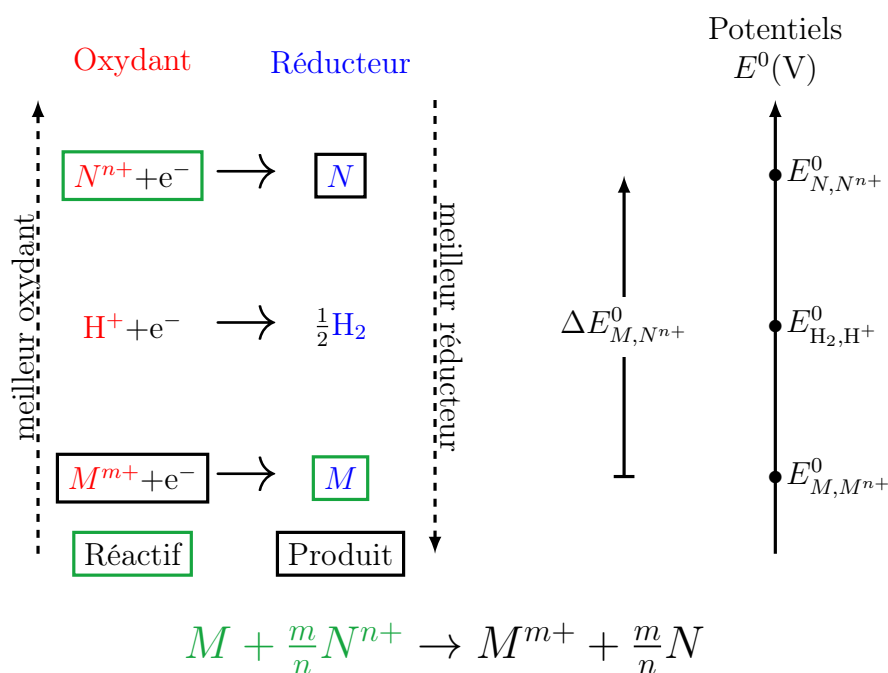 Oxydant Réducteur Potentiels
E⁰(V)
meilleur oxydant
meilleur réducteur
Nⁿ⁺+e⁻ → N
E⁰_{N,Nⁿ⁺}
H⁺+e⁻ → ½H₂
ΔE⁰_{M,Nⁿ⁺}
E⁰_{H₂,H⁺}
Mᵐ⁺+e⁻ → M
E⁰_{M,Mⁿ⁺}
Réactif Produit
M + m/n Nⁿ⁺ → Mᵐ⁺ + m/n N